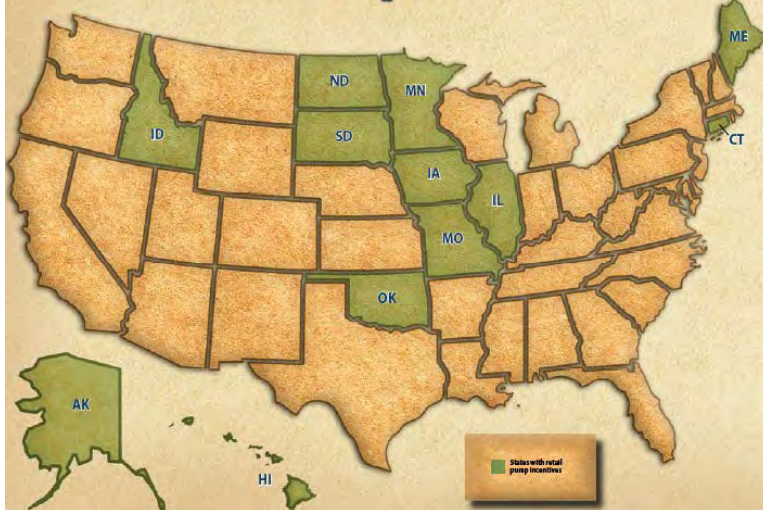 ME
ND
MN
ID
SD
CT
IA
IL
MO
OK
AK
HI
States with retail
pump incentives